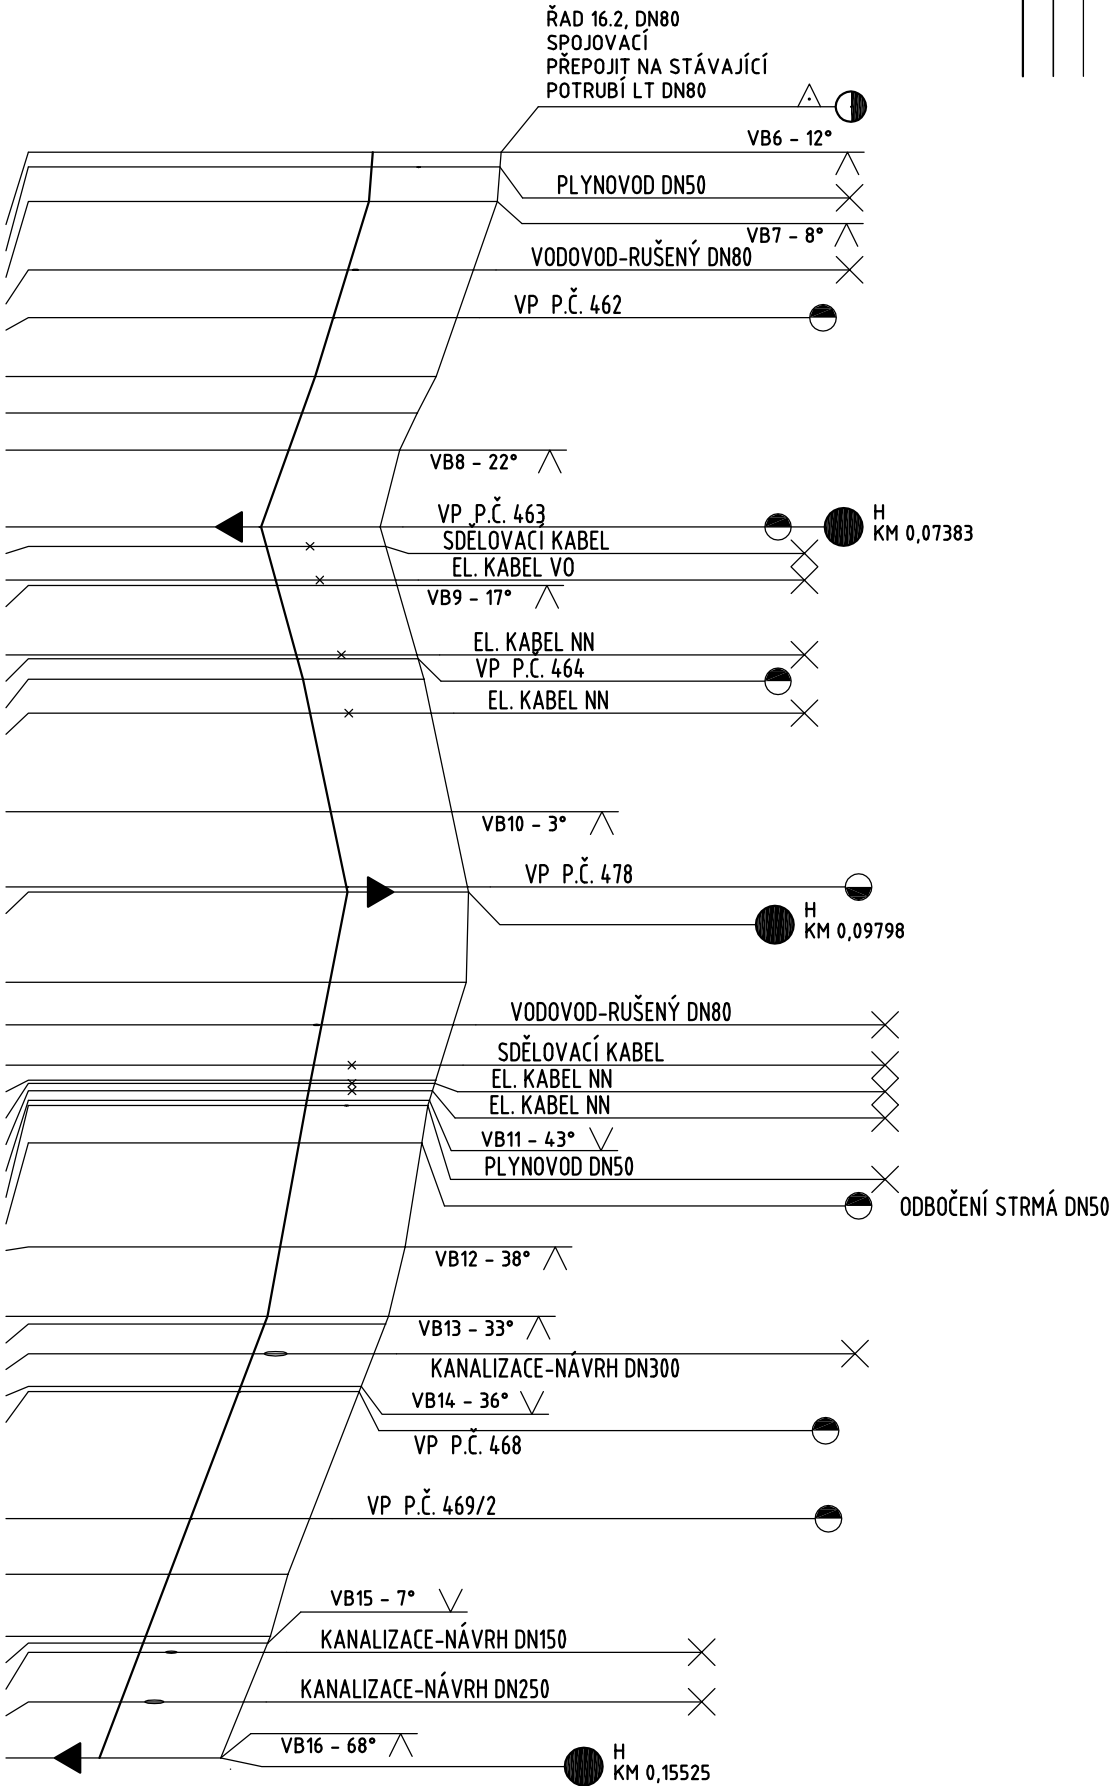 ŘAD 16.2, DN80
SPOJOVACÍ
PŘEPOJIT NA STÁVAJÍCÍ
POTRUBÍ LT DN80
VB6 - 12°
PLYNOVOD DN50
VB7 - 8°
VODOVOD-RUŠENÝ DN80
VP P.Č. 462
VB8 - 22°
VP P.Č. 463
H
KM 0,07383
SDĚLOVACÍ KABEL
EL. KABEL VO
VB9 - 17°
EL. KABEL NN
VP P.Č. 464
EL. KABEL NN
VB10 - 3°
VP P.Č. 478
H
KM 0,09798
VODOVOD-RUŠENÝ DN80
SDĚLOVACÍ KABEL
EL. KABEL NN
EL. KABEL NN
VB11 - 43°
PLYNOVOD DN50
ODBOČENÍ STRMÁ DN50
VB12 - 38°
VB13 - 33°
KANALIZACE-NÁVRH DN300
VB14 - 36°
VP P.Č. 468
VP P.Č. 469/2
VB15 - 7°
KANALIZACE-NÁVRH DN150
KANALIZACE-NÁVRH DN250
VB16 - 68°
H
KM 0,15525